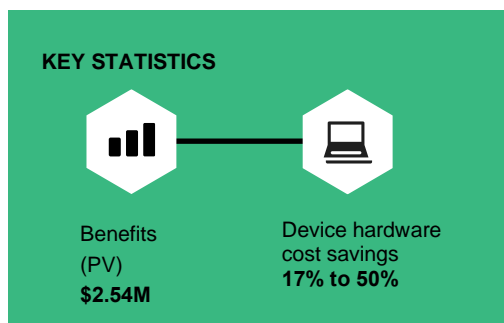 KEY STATISTICS
Benefits
(PV)
$2.54M
Device hardware
cost savings
17% to 50%